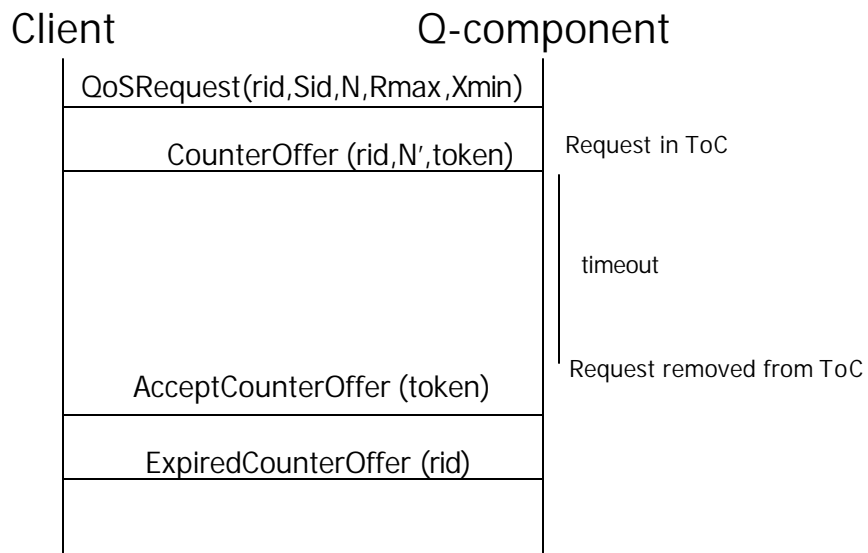 Client
Q-component
QoSRequest(rid,Sid,N,Rmax,Xmin)
CounterOffer (rid,N′,token)
Request in ToC
timeout
Request removed from ToC
AcceptCounterOffer (token)
ExpiredCounterOffer (rid)